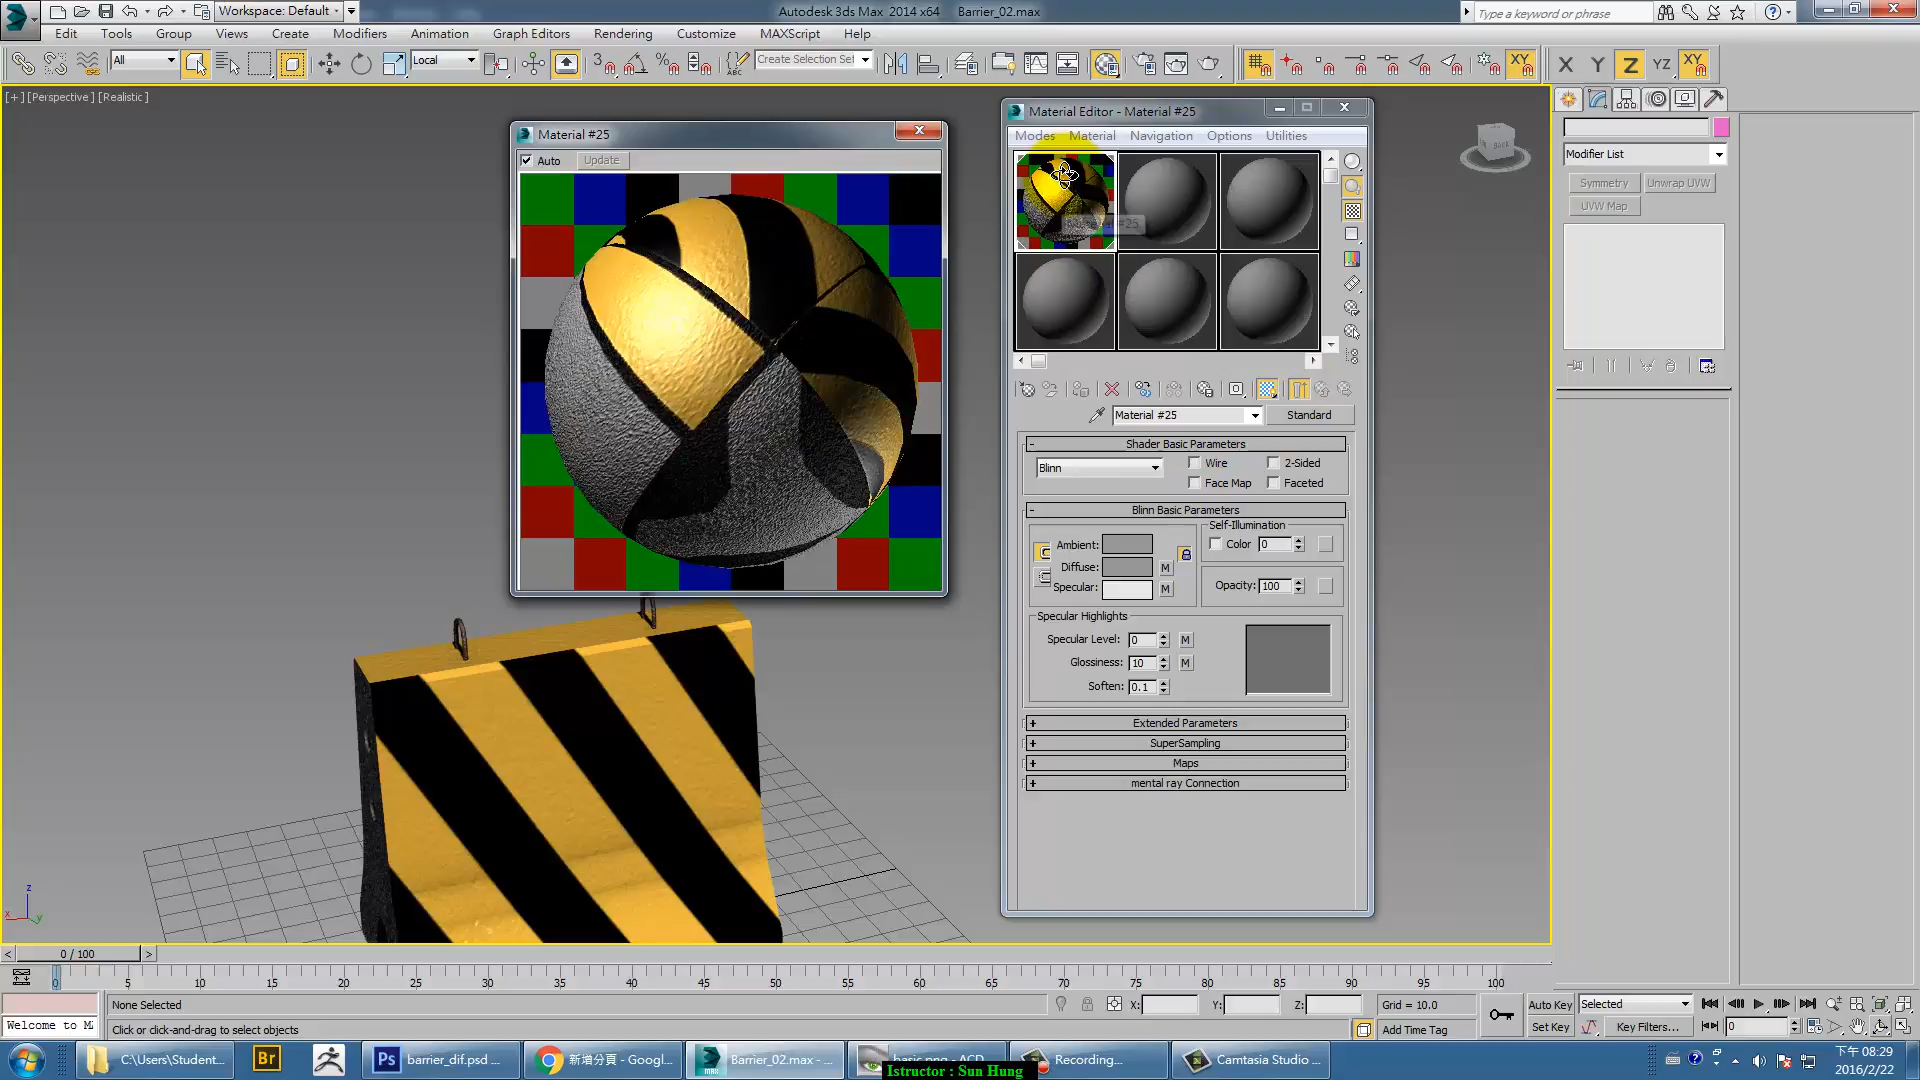 Workspace: Default
Autodesk 3ds Max 2014 x64 Barrier_02.max
Type a keyword or phrase
Edit Tools Group Views Create Modifiers Animation Graph Editors Rendering Customize MAXScript Help
All
Local
Create Selection Set
X Y Z YZ XY
[+] [Perspective] [Realistic]
Material #25
Auto Update
Material Editor - Material #25
Modes Material Navigation Options Utilities
Material #25 Standard
Shader Basic Parameters
Blinn
Wire 2-Sided
Face Map Faceted
Blinn Basic Parameters
Self-Illumination
Ambient: Color 0
Diffuse: M
Specular: M
Opacity: 100
Specular Highlights
Specular Level: 0 M
Glossiness: 10 M
Soften: 0.1
Extended Parameters
SuperSampling
Maps
mental ray Connection
Modifier List
Symmetry Unwrap UVW
UVW Map
0 / 100
0 5 10 15 20 25 30 35 40 45 50 55 60 65 70 75 80 85 90 95 100
None Selected
X: Y: Z: Grid = 10.0
Auto Key Selected
Welcome to M
Click or click-and-drag to select objects
Add Time Tag
Set Key Key Filters... 0
C:\Users\Student...
Br
Ps barrier_dif.psd ...
新增分頁 - Googl...
Barrier_02.max - ...
basic.png - ACD...
Recording...
Camtasia Studio ...
Istructor : Sun Hung
下午 08:29
2016/2/22